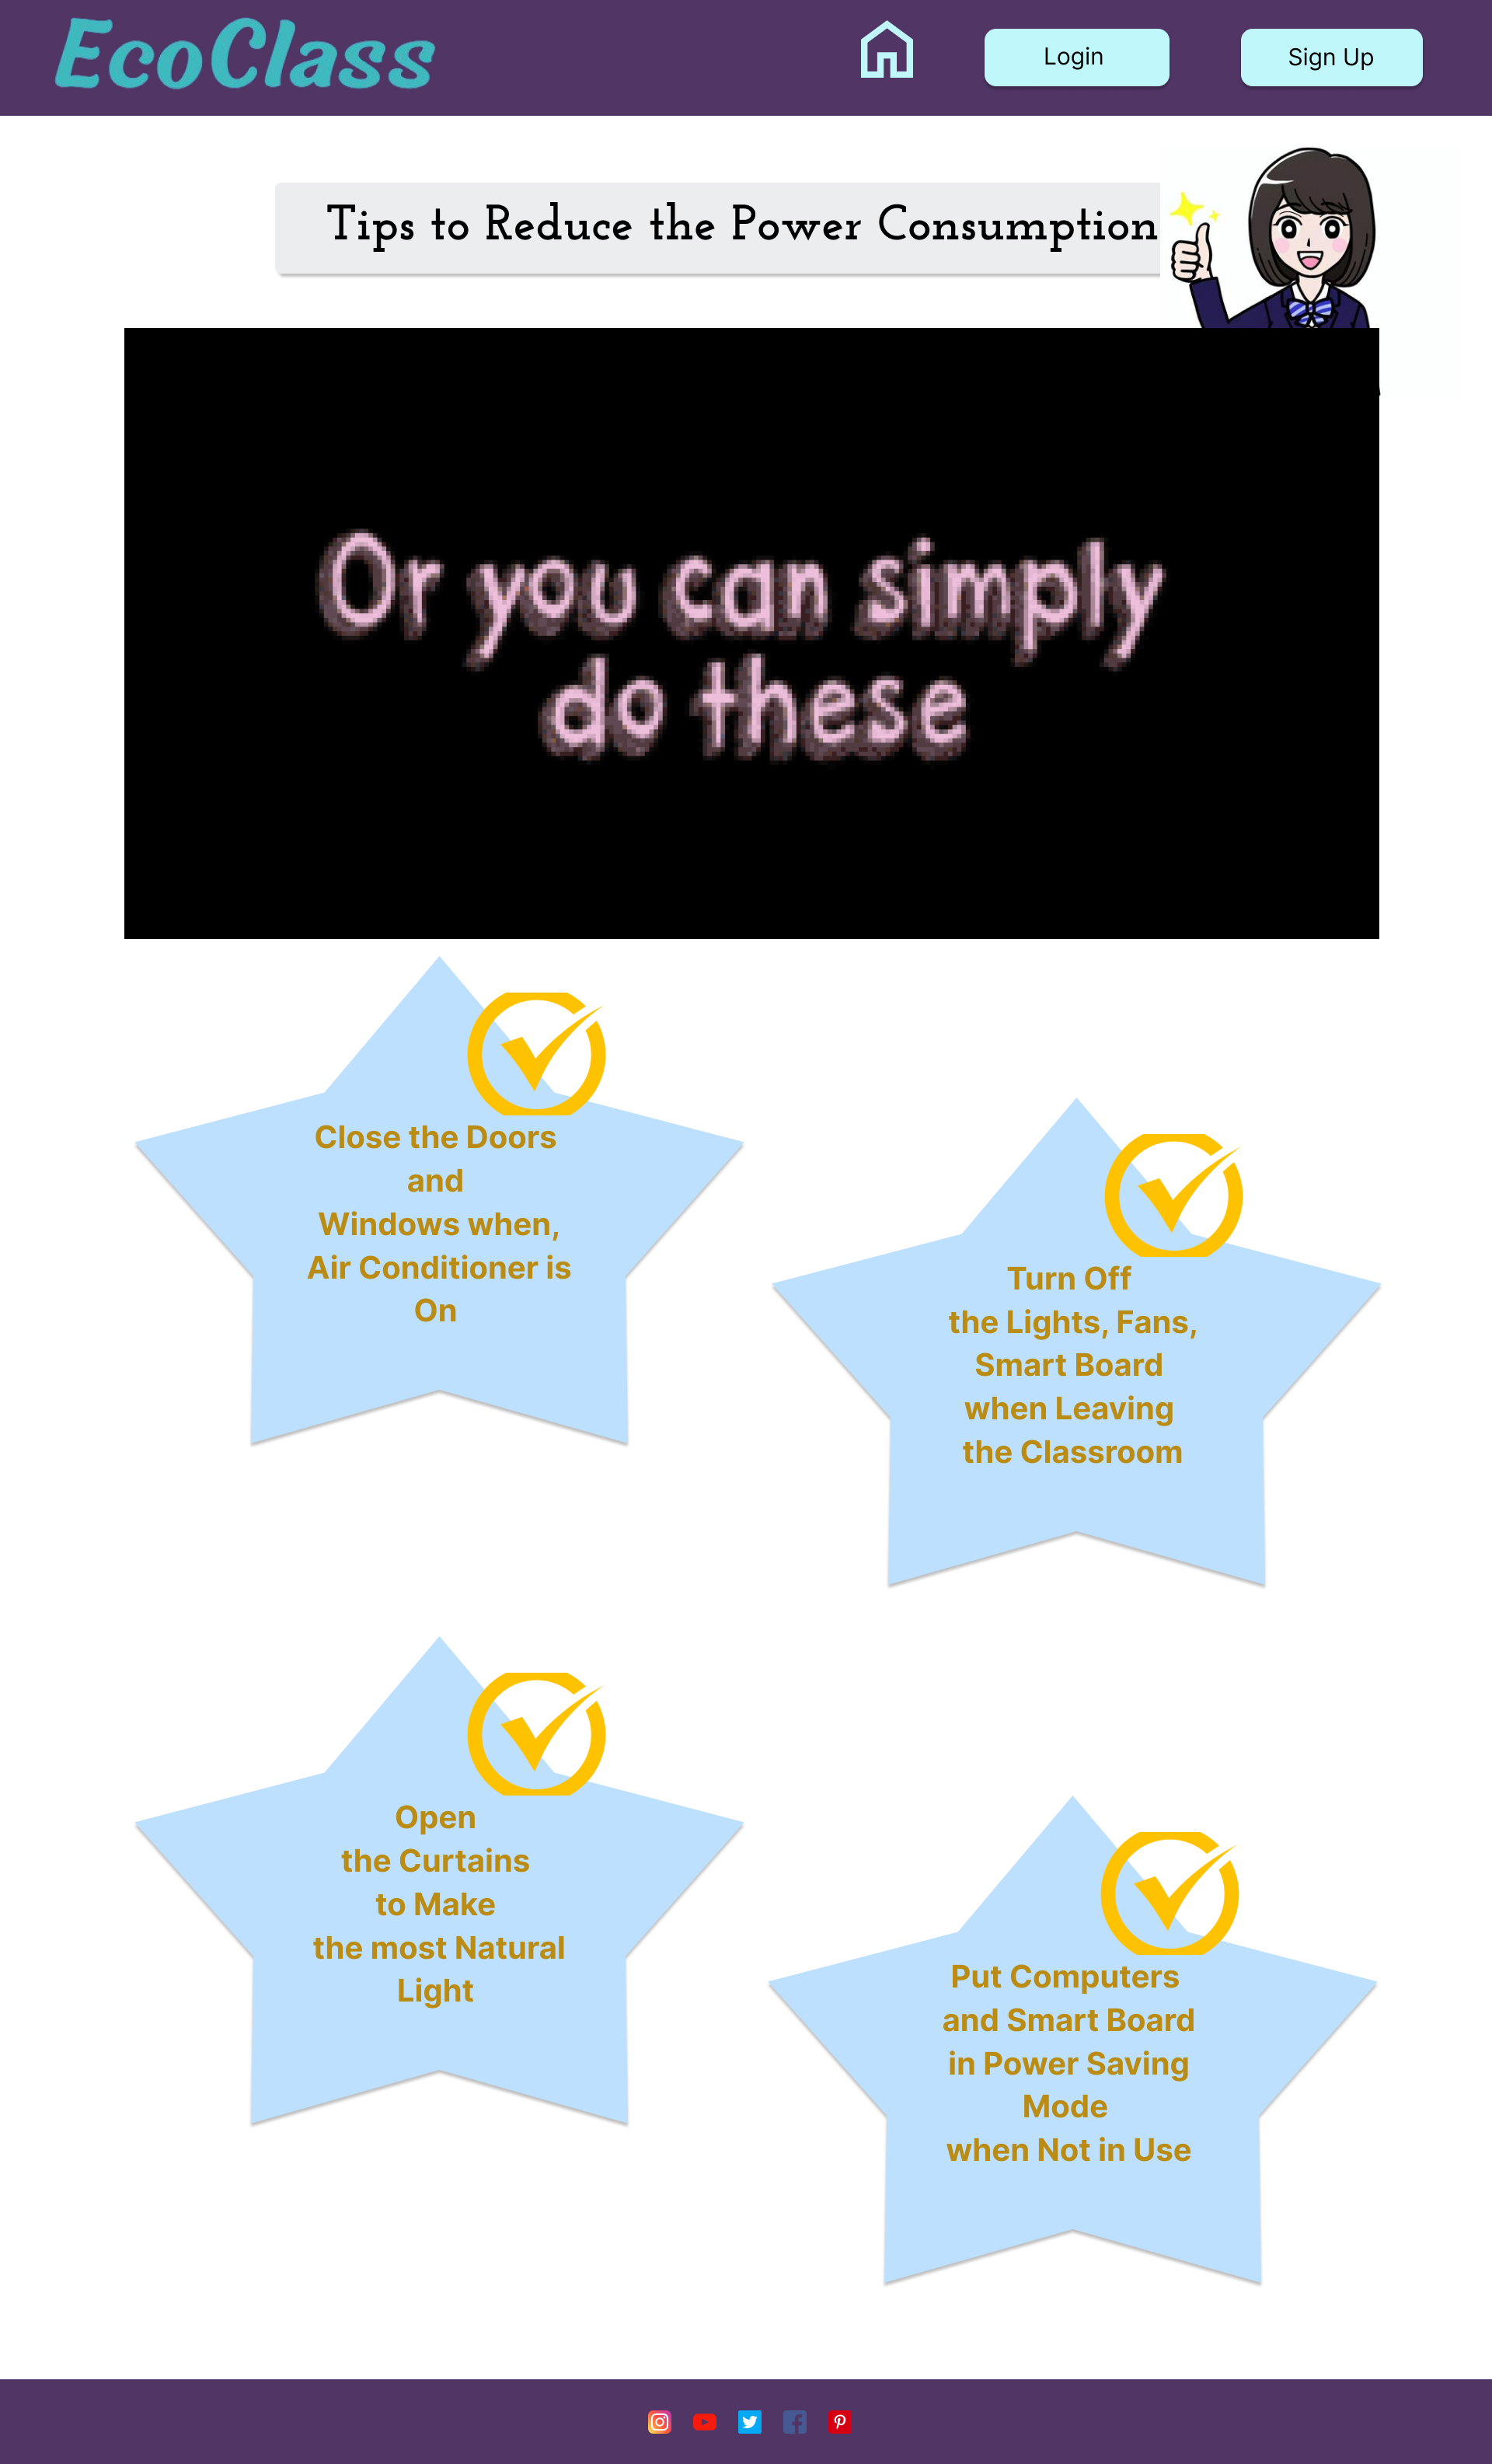 EcoClass
Login
Sign Up
Tips to Reduce the Power Consumption
Or you can simply
do these
Close the Doors
and
Windows when,
Air Conditioner is
On
Turn Off
the Lights, Fans,
Smart Board
when Leaving
the Classroom
Open
the Curtains
to Make
the most Natural
Light
Put Computers
and Smart Board
in Power Saving
Mode
when Not in Use